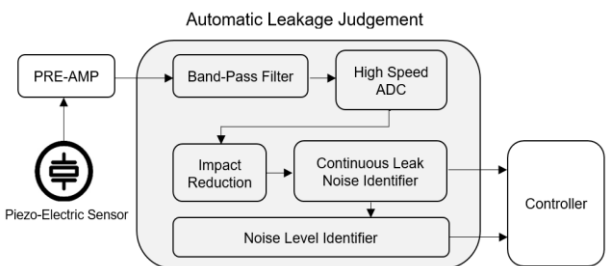 Automatic Leakage Judgement
PRE-AMP
Band-Pass Filter
High Speed
ADC
Impact
Reduction
Continuous Leak
Noise Identifier
Controller
Piezo-Electric Sensor
Noise Level Identifier